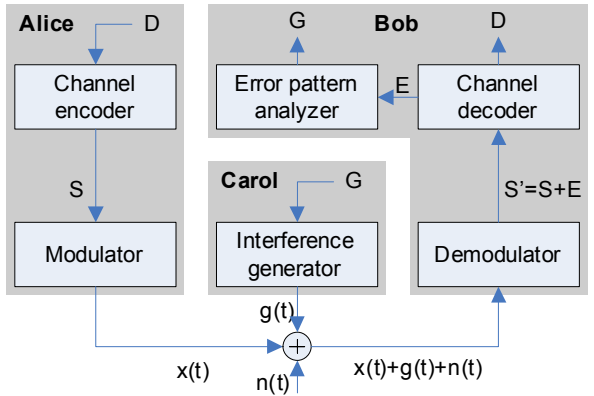 Alice
D
Channel
encoder
S
Modulator
x(t)
G
Bob
D
Error pattern
analyzer
E
Channel
decoder
Carol
G
Interference
generator
g(t)
S'=S+E
Demodulator
+
n(t)
x(t)+g(t)+n(t)